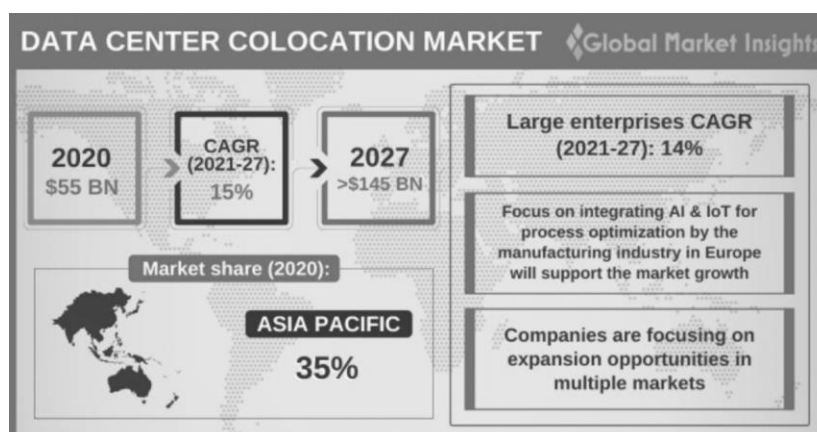 DATA CENTER COLOCATION MARKET
Global Market Insights
2020
$55 BN
CAGR
(2021-27):
15%
2027
>$145 BN
Market share (2020):
ASIA PACIFIC
35%
Large enterprises CAGR
(2021-27): 14%
Focus on integrating AI & IoT for
process optimization by the
manufacturing industry in Europe
will support the market growth
Companies are focusing on
expansion opportunities in
multiple markets